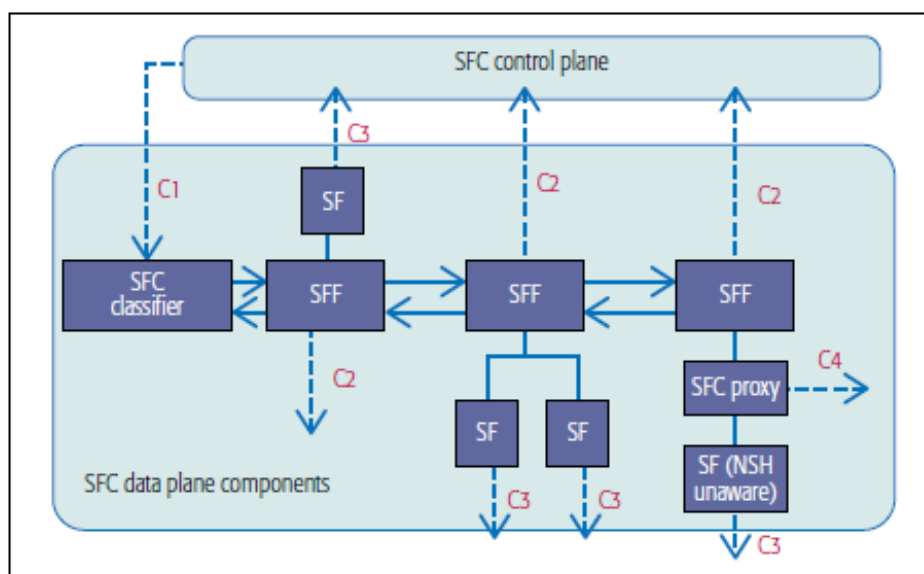 SFC control plane
C3
C1
C2
C2
SF
SFC
classifier
SFF
SFF
SFF
C2
C4
SFC proxy
SF
SF
SF (NSH
unaware)
SFC data plane components
C3
C3
C3